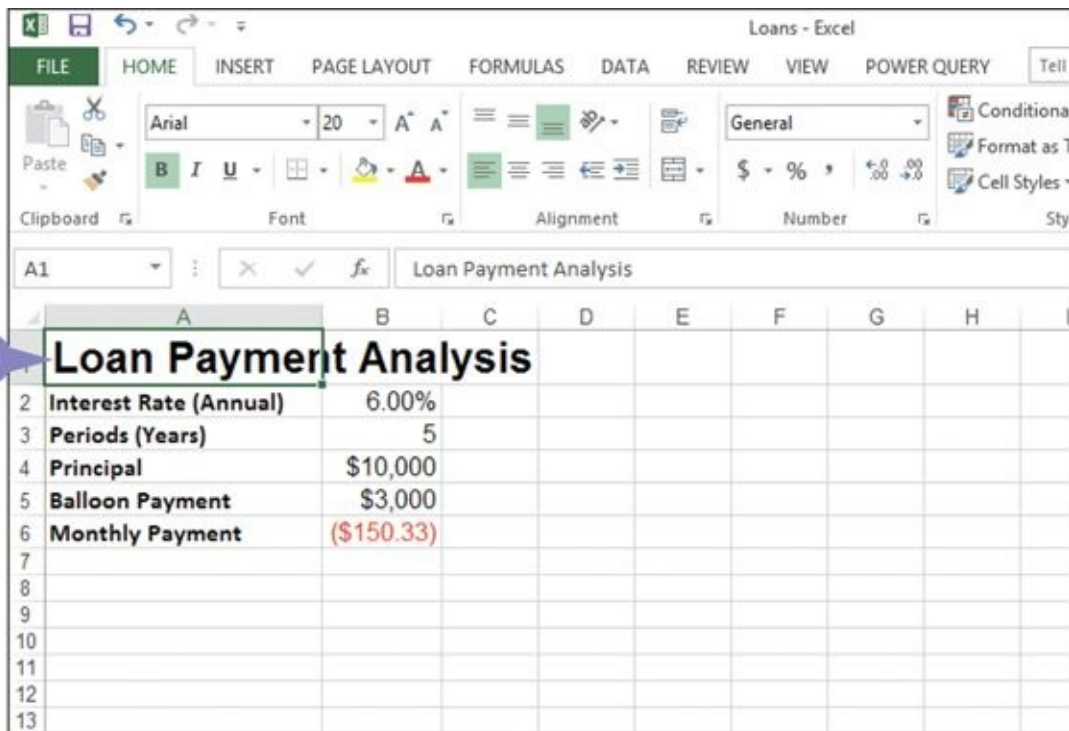 Loans - Excel
FILE HOME INSERT PAGE LAYOUT FORMULAS DATA REVIEW VIEW POWER QUERY Tell
Arial 20 A A General Conditiona
Paste B I U A $ % , Format as T
Cell Styles
Clipboard Font Alignment Number Sty
A1 fx Loan Payment Analysis
A B C D E F G H
Loan Payment Analysis
2 Interest Rate (Annual) 6.00%
3 Periods (Years) 5
4 Principal $10,000
5 Balloon Payment $3,000
6 Monthly Payment ($150.33)
7
8
9
10
11
12
13